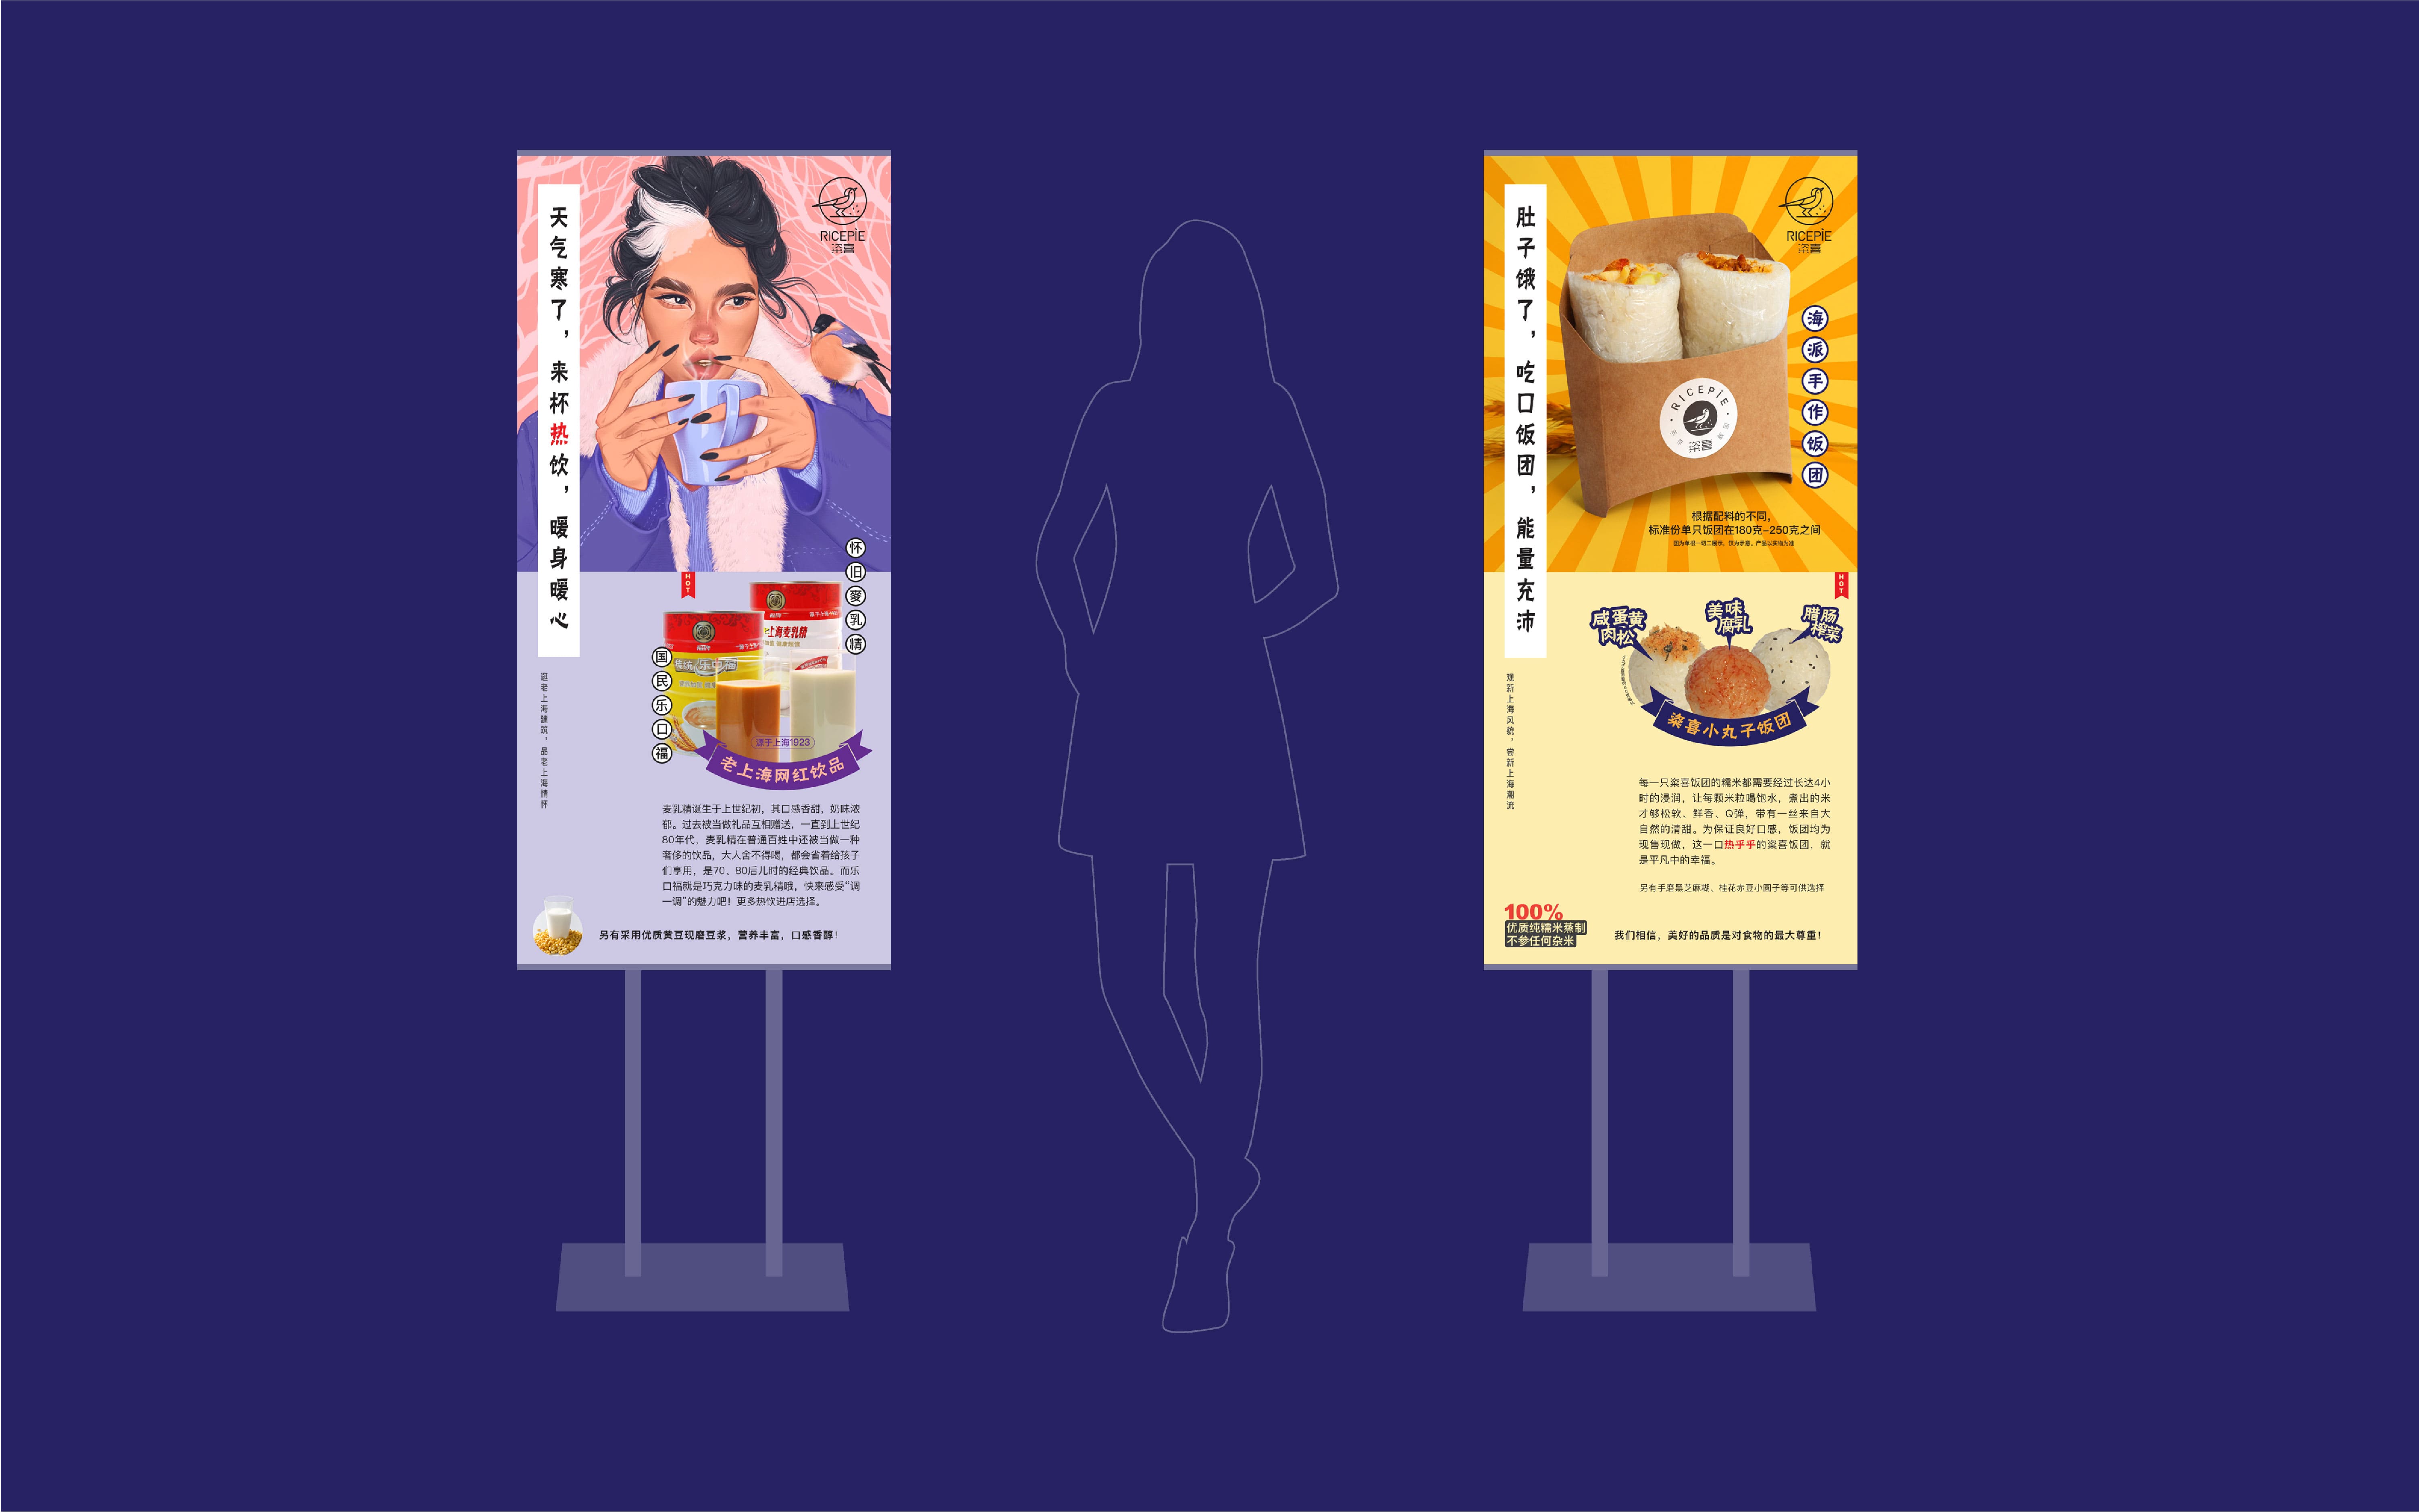 天气寒了，来杯热饮，暖身暖心
RICEPiE
粢喜
怀旧麥乳精
HOT
上海麦乳精
乐口福
国民乐口福
源于上海1923
老上海网红饮品
逛老上海建筑，品老上海情怀
麦乳精诞生于上世纪初，其口感香甜，奶味浓
郁。过去被当做礼品互相赠送，一直到上世纪
80年代，麦乳精在普通百姓中还被当做一种
奢侈的饮品，大人舍不得喝，都会省着给孩子
们享用，是70、80后儿时的经典饮品。而乐
口福就是巧克力味的麦乳精哦，快来感受“调
一调”的魅力吧！更多热饮进店选择。
另有采用优质黄豆现磨豆浆，营养丰富，口感香醇！
肚子饿了，吃口饭团，能量充沛
RICEPiE
粢喜
海派手作饭团
RICEPiE
粢喜
根据配料的不同，
标准份单只饭团在180克-250克之间
HOT
咸蛋黄
肉松
美味
腐乳
腊肠
榨菜
粢喜小丸子饭团
观新上海风貌，尝新上海潮流
每一只粢喜饭团的糯米都需要经过长达4小
时的浸润，让每颗米粒喝饱水，煮出的米
才够松软、鲜香、Q弹，带有一丝来自大
自然的清甜。为保证良好口感，饭团均为
现售现做，这一口热乎乎的粢喜饭团，就
是平凡中的幸福。
另有手磨黑芝麻糊、桂花赤豆小圆子等可供选择
100%
优质纯糯米蒸制
不参任何杂米
我们相信，美好的品质是对食物的最大尊重！